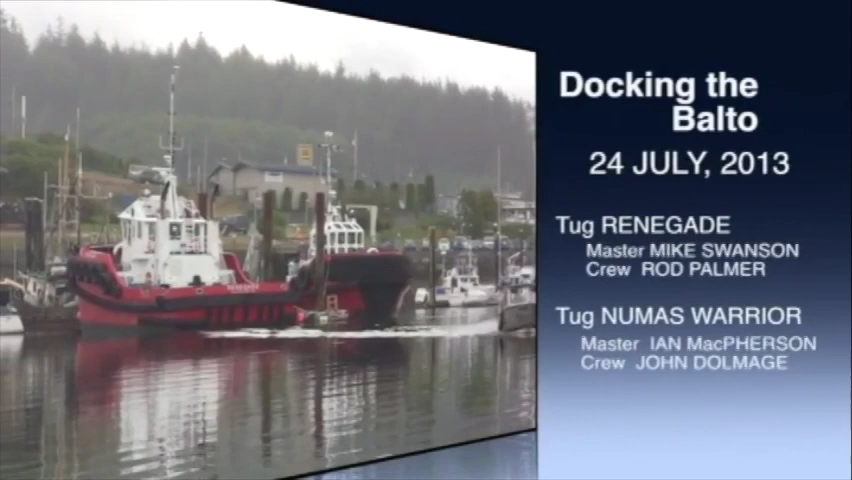 Docking the
Balto
24 JULY, 2013
Tug RENEGADE
Master MIKE SWANSON
Crew ROD PALMER
Tug NUMAS WARRIOR
Master IAN MacPHERSON
Crew JOHN DOLMAGE
RENEGADE